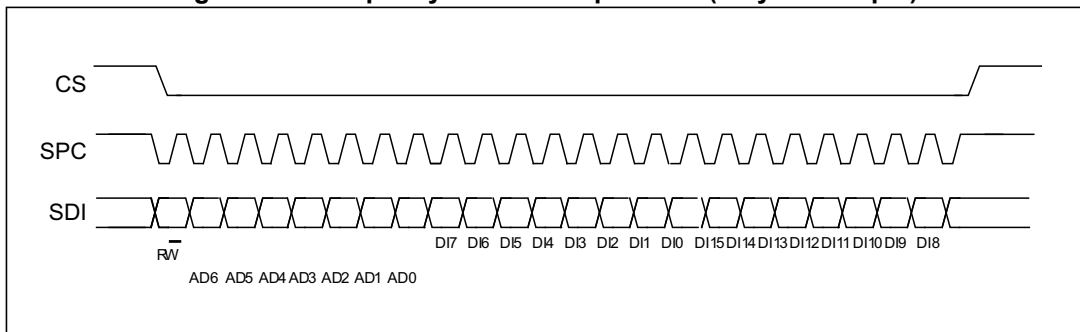 CS
SPC
SDI
RW
DI7 DI6 DI5 DI4 DI3 DI2 DI1 DI0 DI15 DI14 DI13 DI12 DI11 DI10 DI9 DI8
AD6 AD5 AD4 AD3 AD2 AD1 AD0